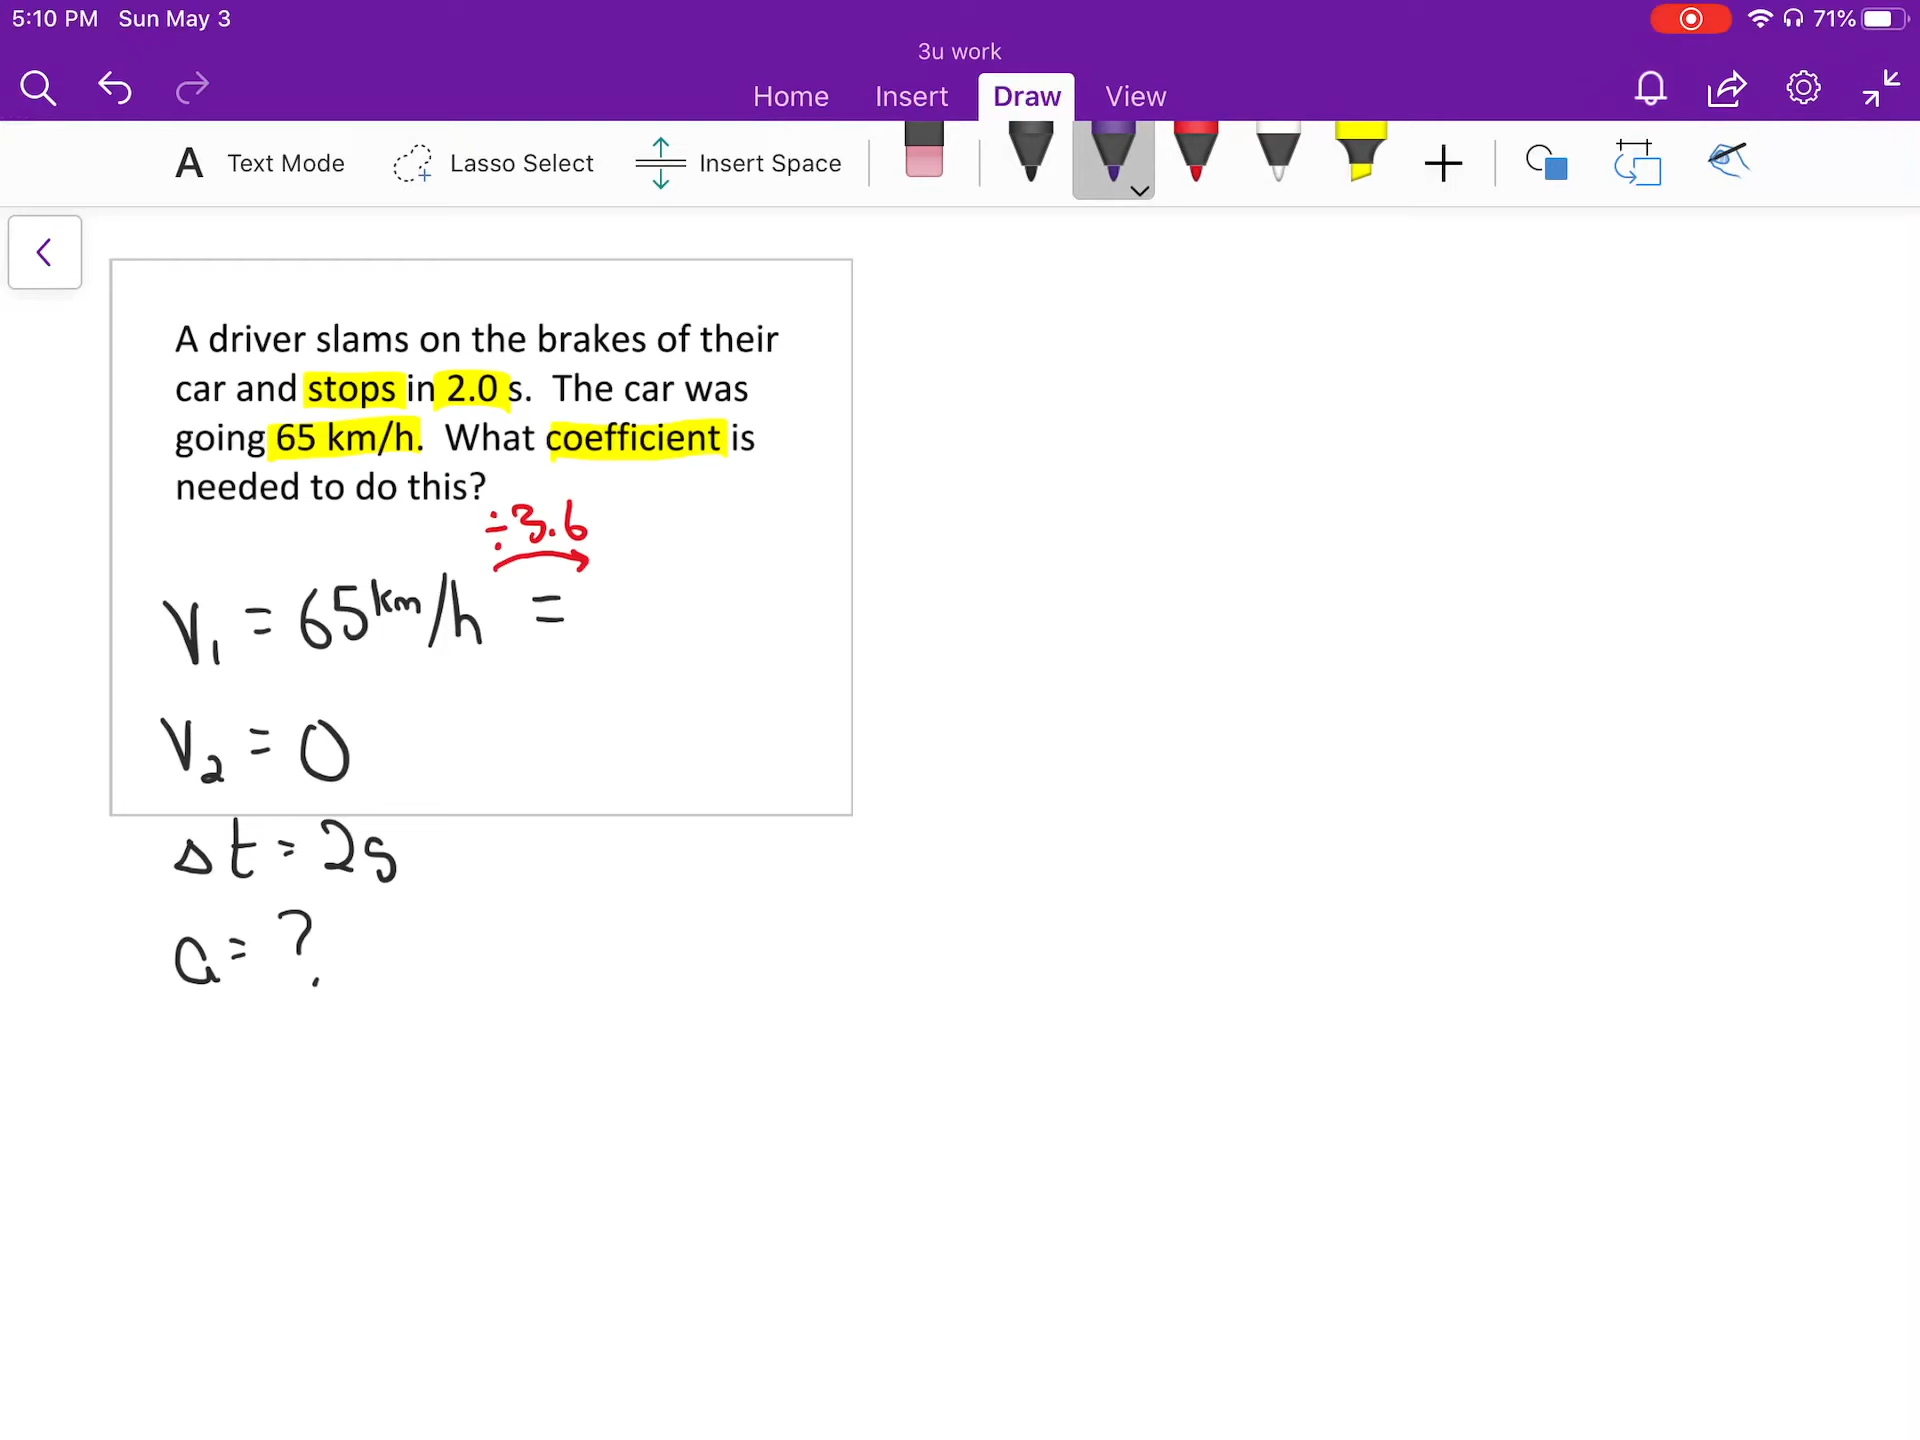 5:10 PM Sun May 3
71%
3u work
Home Insert Draw View
A Text Mode Lasso Select Insert Space
A driver slams on the brakes of their
car and stops in 2.0 s. The car was
going 65 km/h. What coefficient is
needed to do this?
÷3.6
V₁ = 65 km/h =
V₂ = 0
Δt = 2s
a = ?